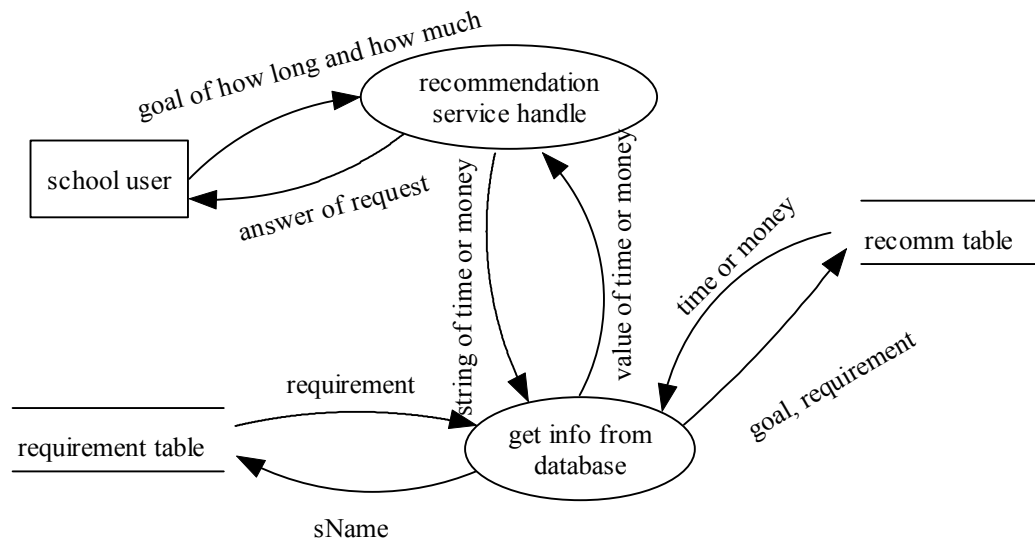 goal of how long and how much
recommendation
service handle
school user
answer of request
string of time or money
value of time or money
time or money
recomm table
goal, requirement
requirement
requirement table
get info from
database
sName